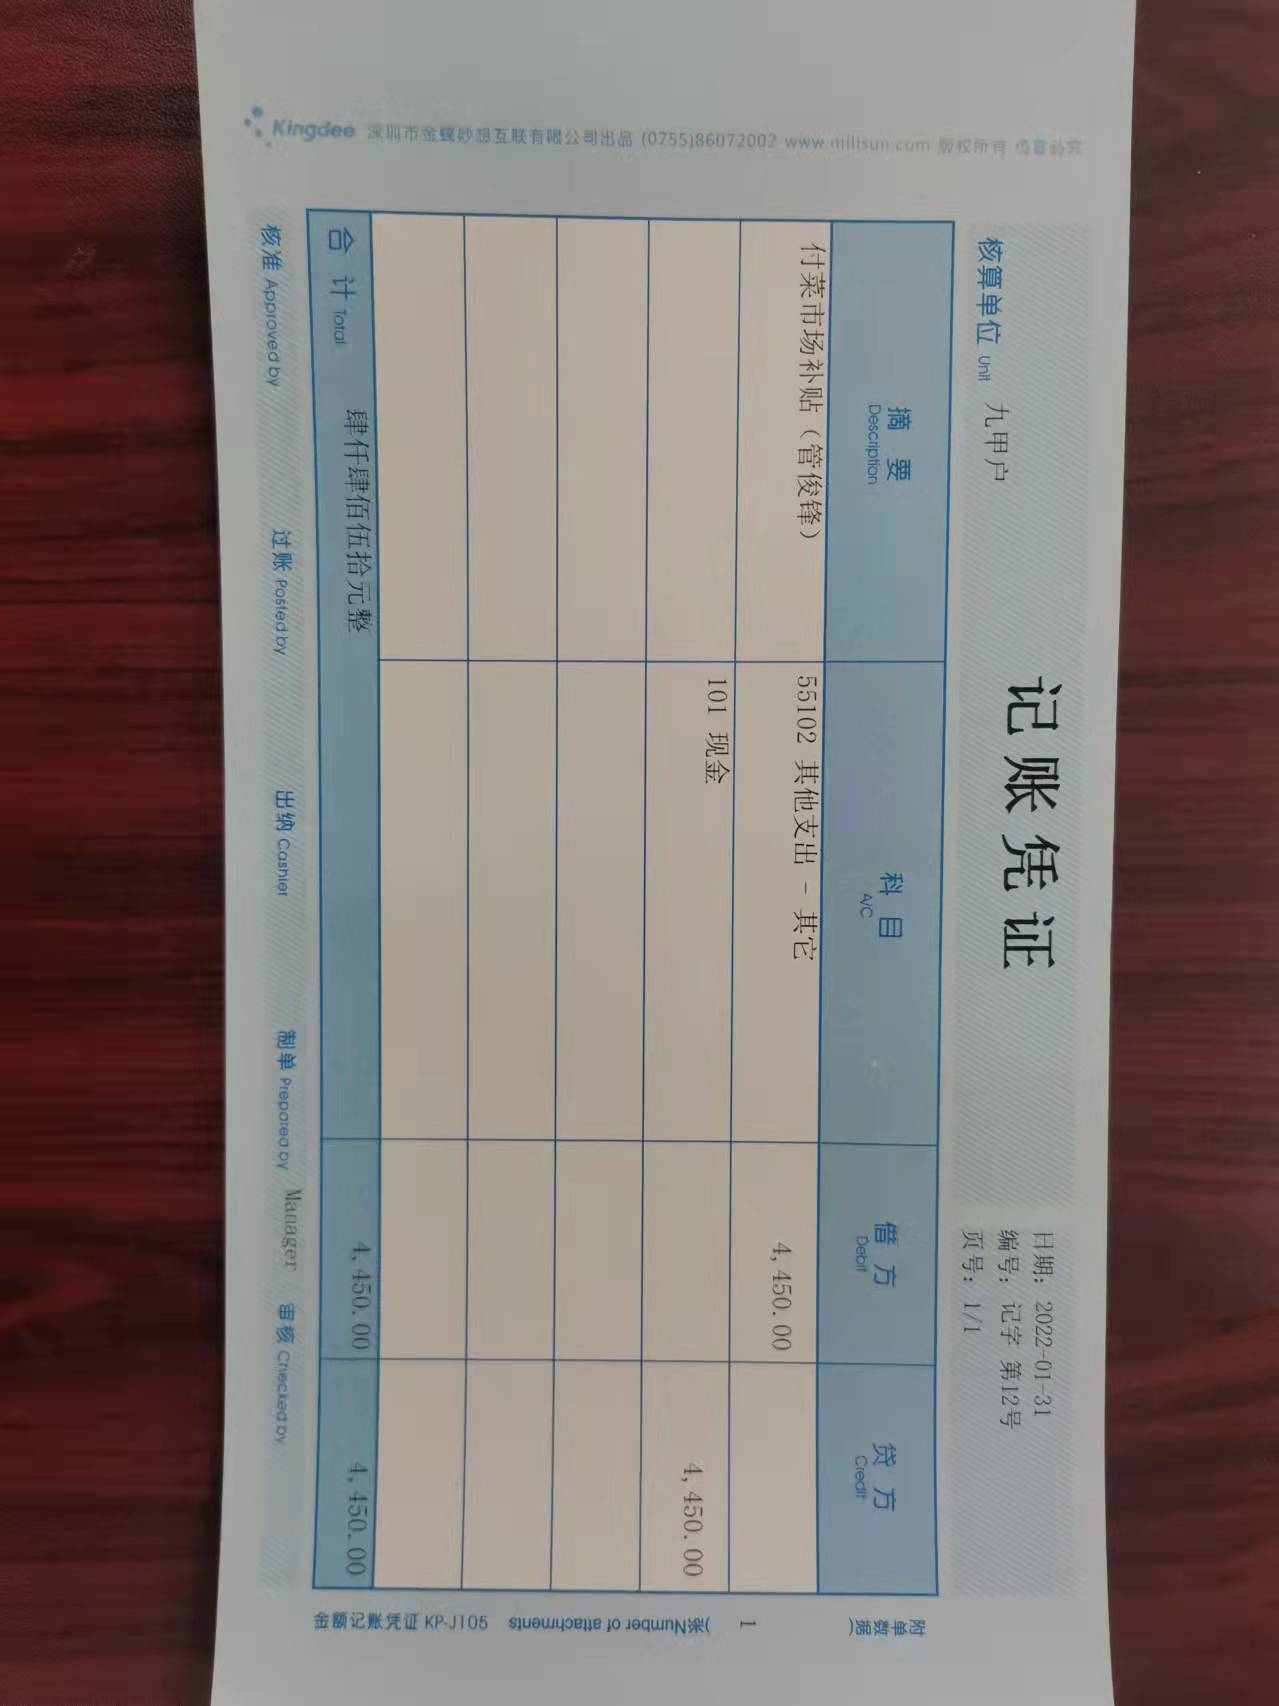 记账凭证
日期：2022-01-31
编号：记字 第12号
核算单位 Unit 九甲户
页号：1/1
摘 要 Description 科 目 A/C 借 方 Debit 贷 方 Credit
付菜市场补贴（管俊锋） 55102 其他支出 - 其它 4,450.00
101 现金 4,450.00
合 计 Total 肆仟肆佰伍拾元整 4,450.00 4,450.00
核准 Approved by 过账 Posted by 出纳 Cashier 制单 Prepared by Manager 审核 Checked by
附单数据( 1 )张Number of attachments
金额记账凭证 KP-J105
Kingdee 深圳市金蝶妙想互联有限公司出品 (0755)86072002 www.millsun.com 版权所有 仿冒必究